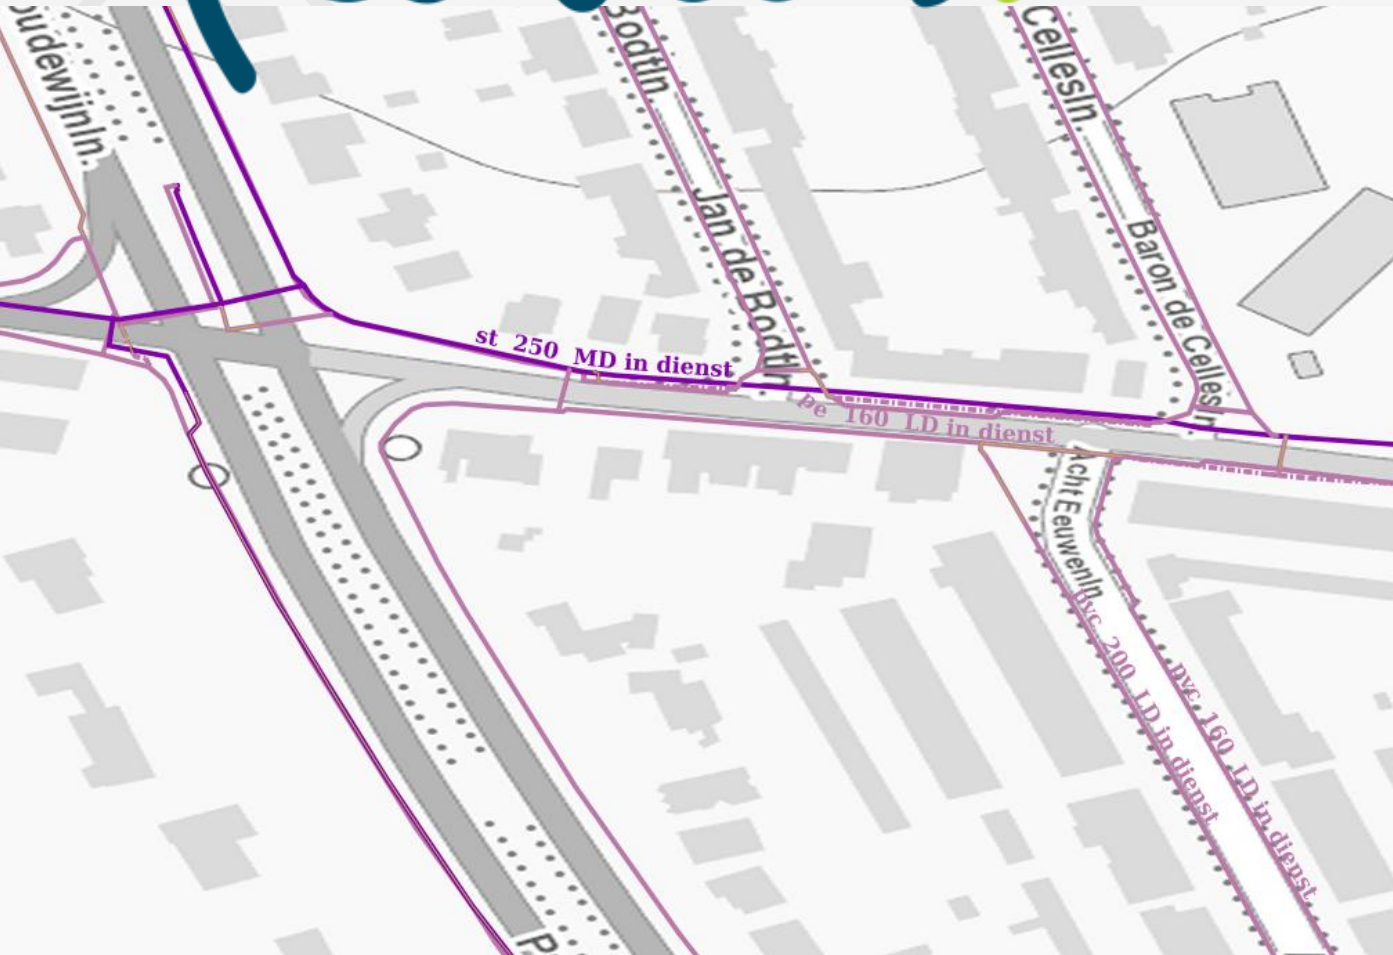 oudewijnln.
Bodtln.
Cellesln.
Jan de Bodtln.
Baron de Cellesln.
st 250 MD in dienst
pe 160 LD in dienst
Acht Eeuwenln.
pvc 200 LD in dienst
pvc 160 LD in dienst
P